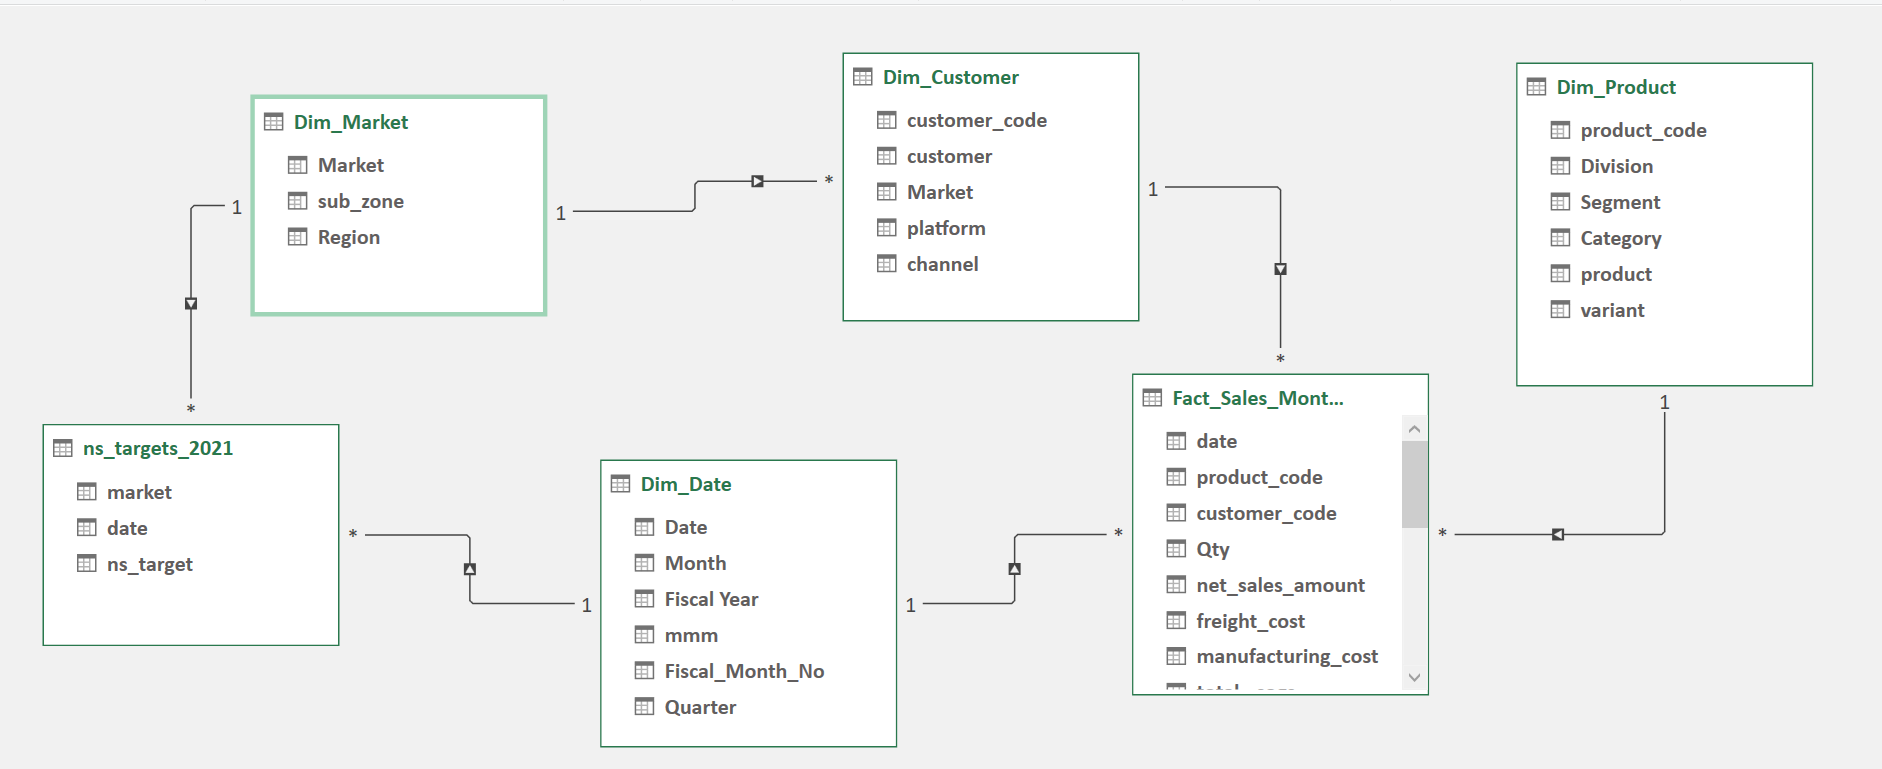 Dim_Market
Market
sub_zone
Region
1
1
*
Dim_Customer
customer_code
customer
Market
platform
channel
*
1
*
Dim_Product
product_code
Division
Segment
Category
product
variant
1
ns_targets_2021
market
date
ns_target
*
Dim_Date
Date
Month
Fiscal Year
mmm
Fiscal_Month_No
Quarter
1
1
*
Fact_Sales_Mont...
date
product_code
customer_code
Qty
net_sales_amount
freight_cost
manufacturing_cost
*